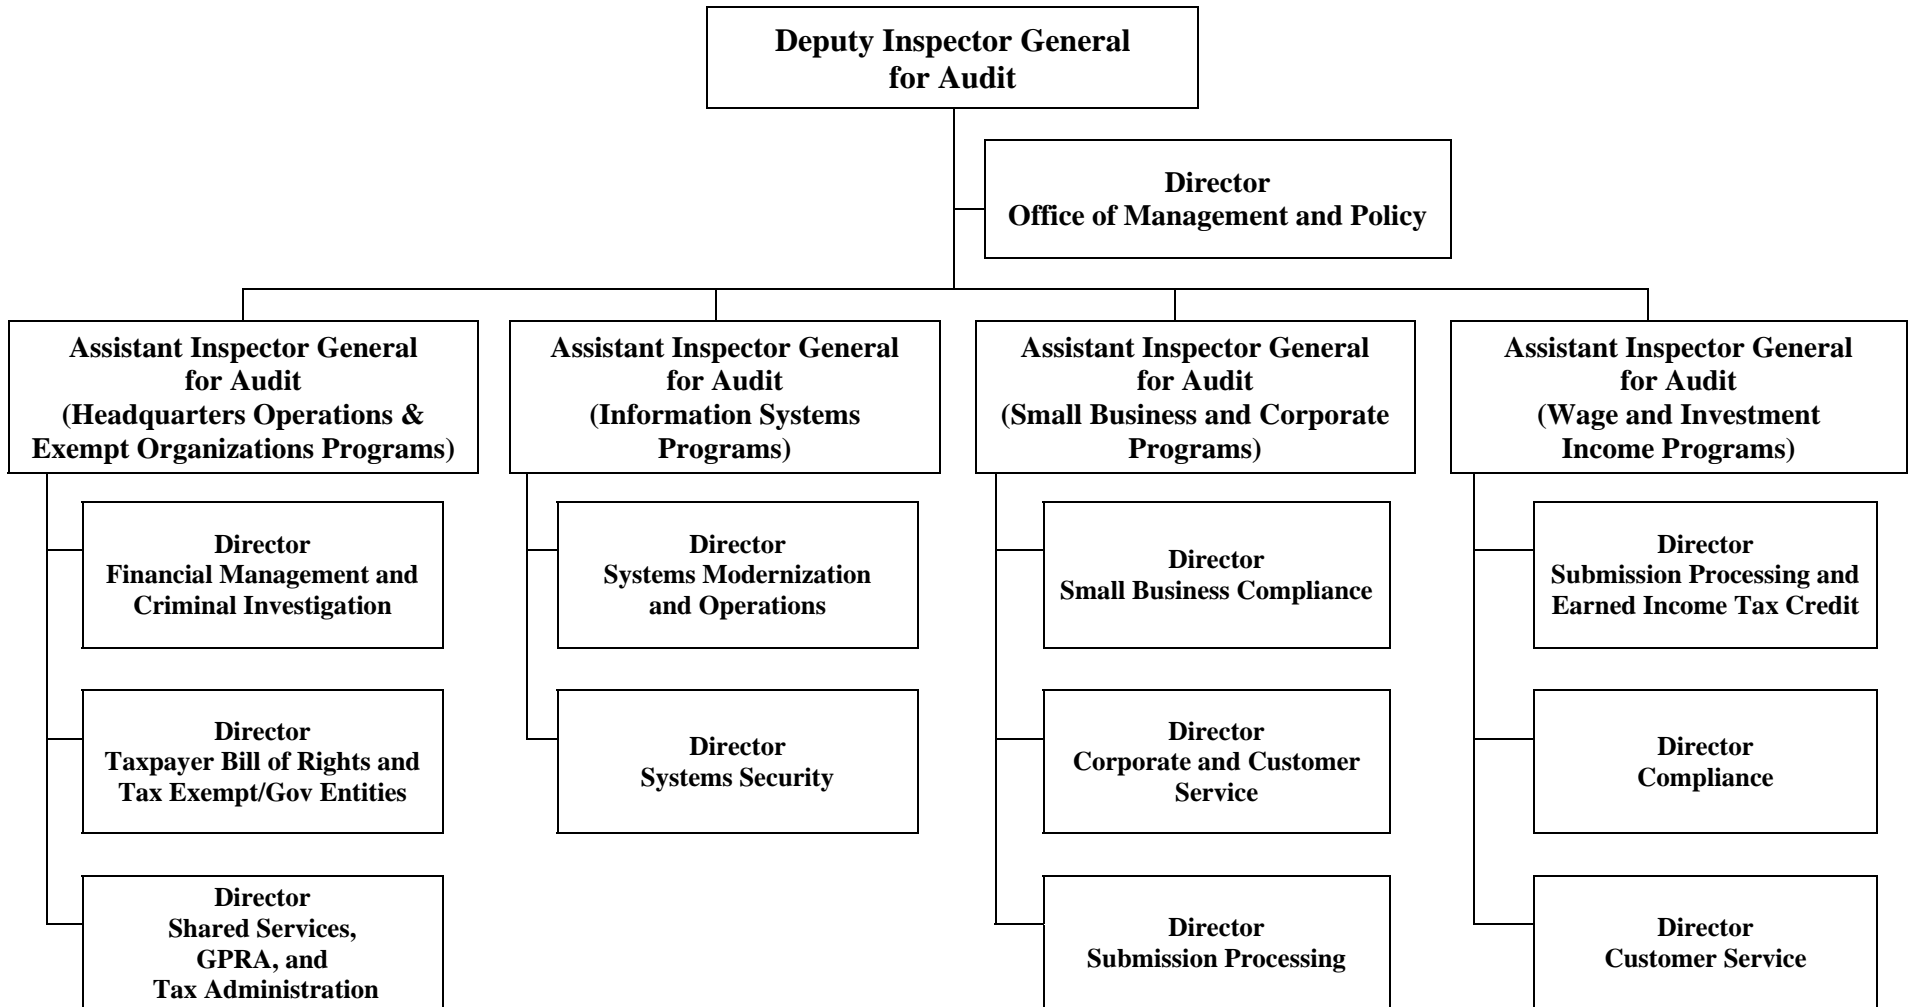 Deputy Inspector General
for Audit
Director
Office of Management and Policy
Assistant Inspector General
for Audit
(Headquarters Operations &
Exempt Organizations Programs)
Assistant Inspector General
for Audit
(Information Systems
Programs)
Assistant Inspector General
for Audit
(Small Business and Corporate
Programs)
Assistant Inspector General
for Audit
(Wage and Investment
Income Programs)
Director
Financial Management and
Criminal Investigation
Director
Systems Modernization
and Operations
Director
Small Business Compliance
Director
Submission Processing and
Earned Income Tax Credit
Director
Taxpayer Bill of Rights and
Tax Exempt/Gov Entities
Director
Systems Security
Director
Corporate and Customer
Service
Director
Compliance
Director
Shared Services,
GPRA, and
Tax Administration
Director
Submission Processing
Director
Customer Service